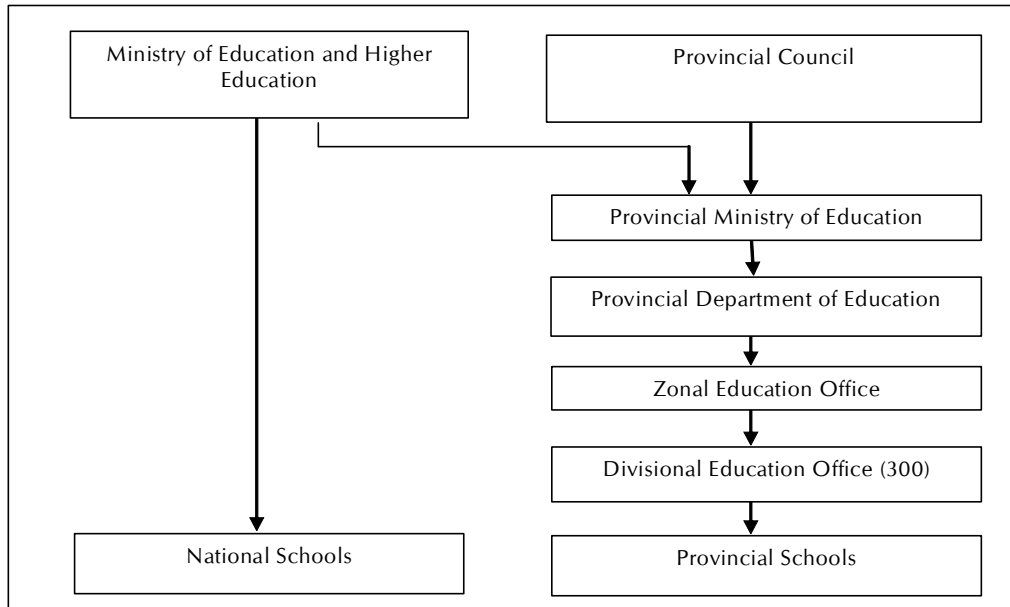 Ministry of Education and Higher
Education
Provincial Council
Provincial Ministry of Education
Provincial Department of Education
Zonal Education Office
Divisional Education Office (300)
National Schools
Provincial Schools